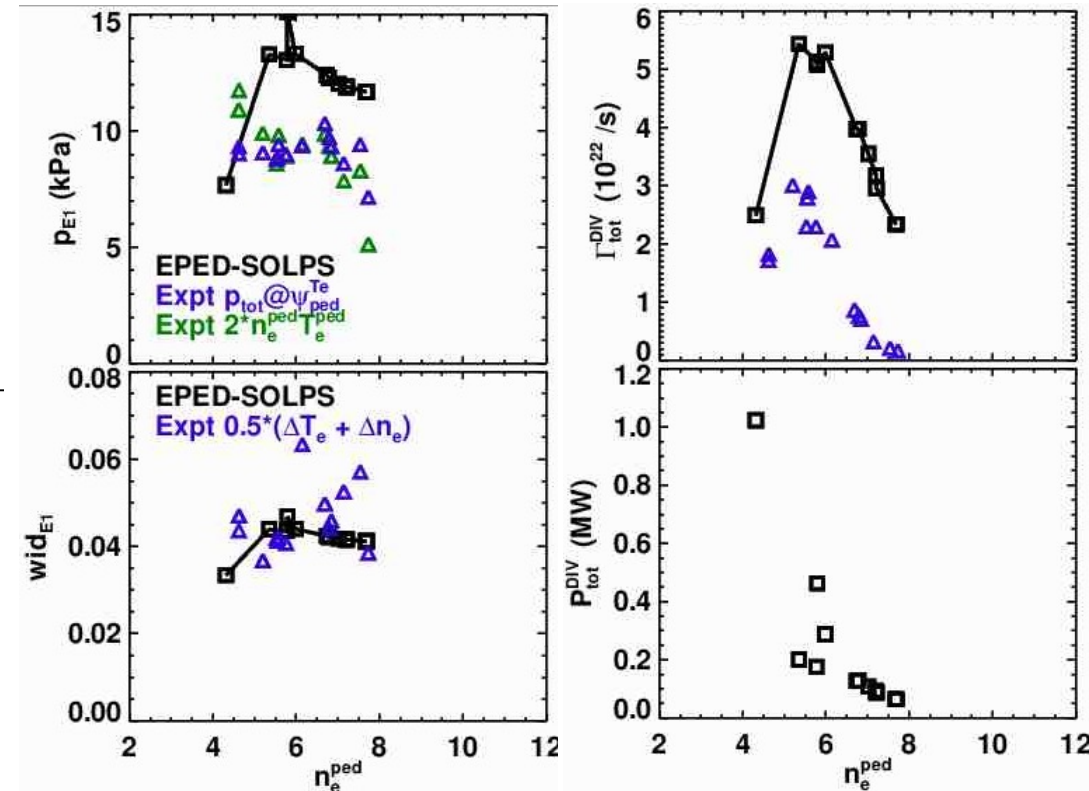 15
10
5
0
p_E1 (kPa)
EPED-SOLPS
Expt p_tot@ψ_ped^Te
Expt 2*n_e^ped T_e^ped
0.08
0.06
0.04
0.02
0.00
wid_E1
EPED-SOLPS
Expt 0.5*(ΔT_e + Δn_e)
2 4 6 8 10 12
n_e^ped
6
5
4
3
2
1
0
Γ_tot^DIV (10^22 /s)
1.2
1.0
0.8
0.6
0.4
0.2
0.0
P_tot^DIV (MW)
2 4 6 8 10 12
n_e^ped